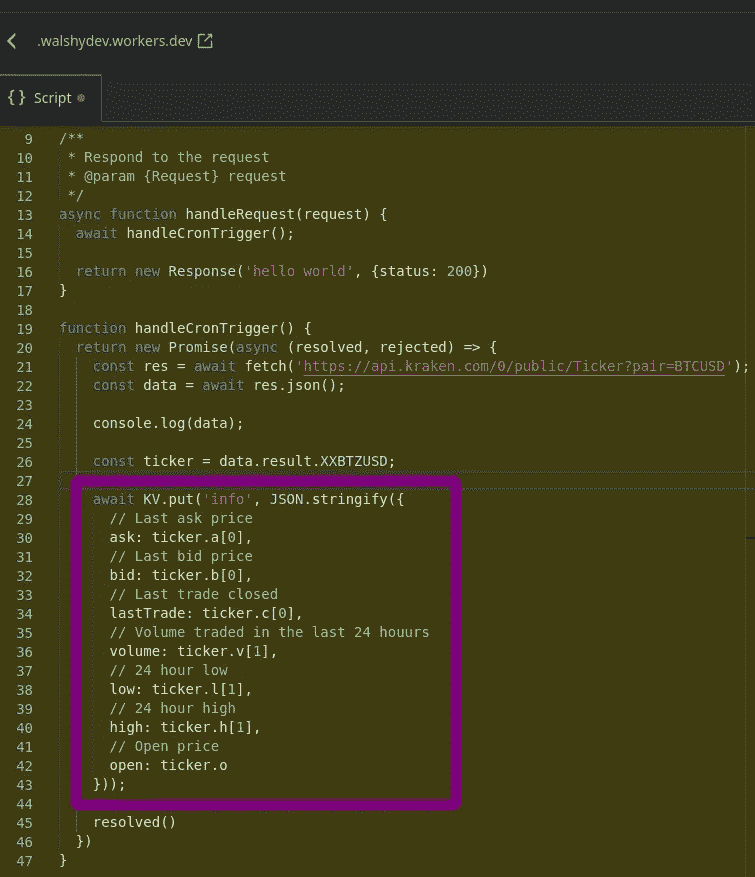 .walshydev.workers.dev
{} Script
9 /**
10  * Respond to the request
11  * @param {Request} request
12  */
13 async function handleRequest(request) {
14   await handleCronTrigger();
15
16   return new Response('hello world', {status: 200})
17 }
18
19 function handleCronTrigger() {
20   return new Promise(async (resolved, rejected) => {
21     const res = await fetch('https://api.kraken.com/0/public/Ticker?pair=BTCUSD');
22     const data = await res.json();
23
24     console.log(data);
25
26     const ticker = data.result.XXBTZUSD;
27
28     await KV.put('info', JSON.stringify({
29       // Last ask price
30       ask: ticker.a[0],
31       // Last bid price
32       bid: ticker.b[0],
33       // Last trade closed
34       lastTrade: ticker.c[0],
35       // Volume traded in the last 24 houurs
36       volume: ticker.v[1],
37       // 24 hour low
38       low: ticker.l[1],
39       // 24 hour high
40       high: ticker.h[1],
41       // Open price
42       open: ticker.o
43     }));
44
45     resolved()
46   })
47 }